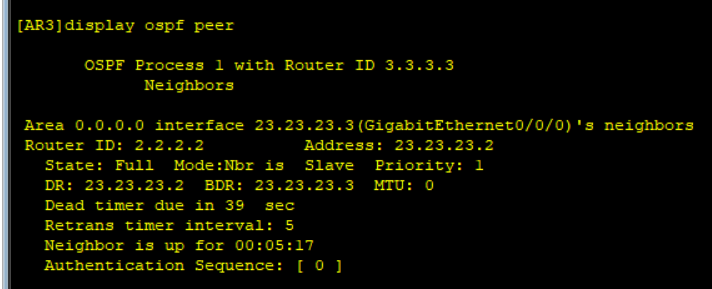 [AR3]display ospf peer
OSPF Process 1 with Router ID 3.3.3.3
Neighbors
Area 0.0.0.0 interface 23.23.23.3(GigabitEthernet0/0/0)'s neighbors
Router ID: 2.2.2.2 Address: 23.23.23.2
State: Full Mode:Nbr is Slave Priority: 1
DR: 23.23.23.2 BDR: 23.23.23.3 MTU: 0
Dead timer due in 39 sec
Retrans timer interval: 5
Neighbor is up for 00:05:17
Authentication Sequence: [ 0 ]